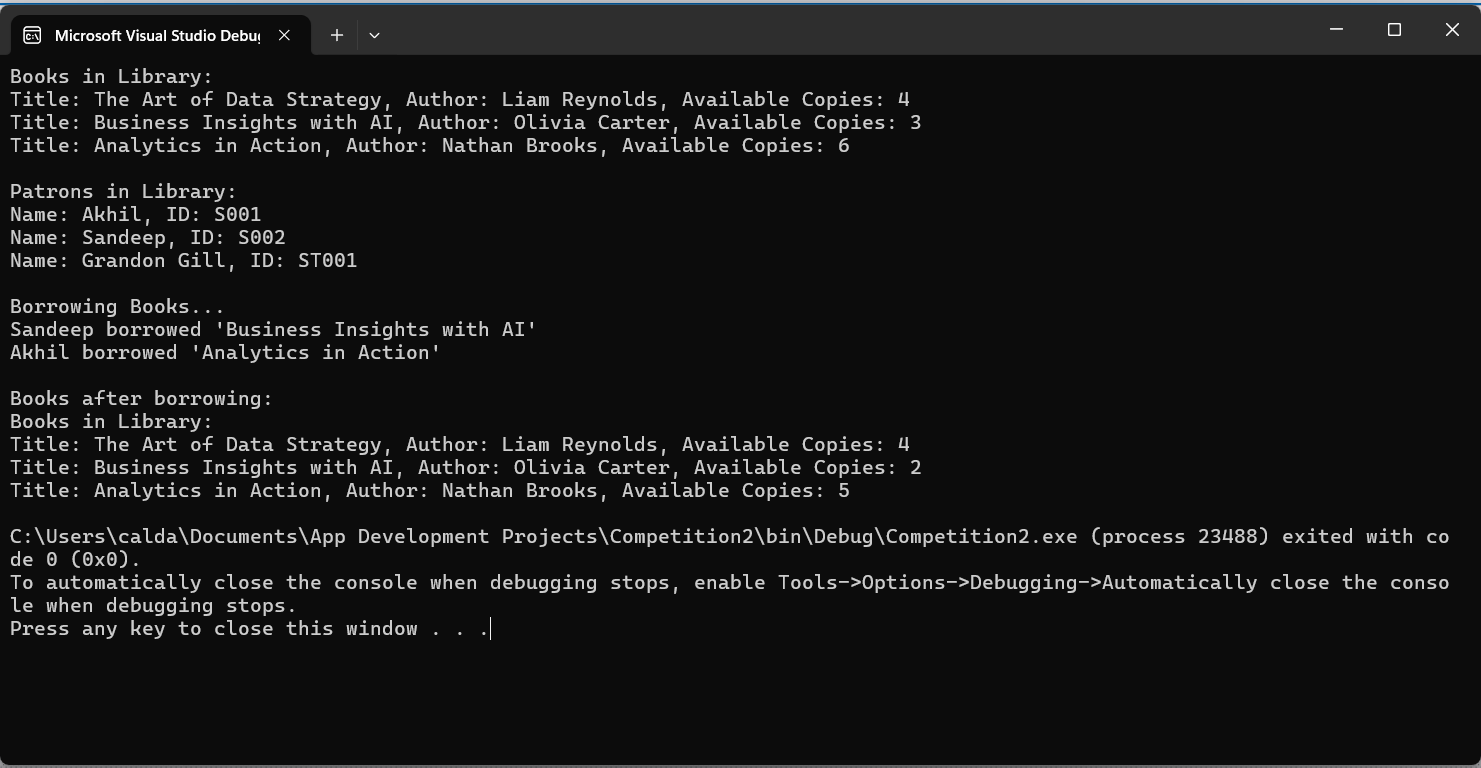 Microsoft Visual Studio Debu
Books in Library:
Title: The Art of Data Strategy, Author: Liam Reynolds, Available Copies: 4
Title: Business Insights with AI, Author: Olivia Carter, Available Copies: 3
Title: Analytics in Action, Author: Nathan Brooks, Available Copies: 6
Patrons in Library:
Name: Akhil, ID: S001
Name: Sandeep, ID: S002
Name: Grandon Gill, ID: ST001
Borrowing Books...
Sandeep borrowed 'Business Insights with AI'
Akhil borrowed 'Analytics in Action'
Books after borrowing:
Books in Library:
Title: The Art of Data Strategy, Author: Liam Reynolds, Available Copies: 4
Title: Business Insights with AI, Author: Olivia Carter, Available Copies: 2
Title: Analytics in Action, Author: Nathan Brooks, Available Copies: 5
C:\Users\calda\Documents\App Development Projects\Competition2\bin\Debug\Competition2.exe (process 23488) exited with co
de 0 (0x0).
To automatically close the console when debugging stops, enable Tools->Options->Debugging->Automatically close the conso
le when debugging stops.
Press any key to close this window . . .